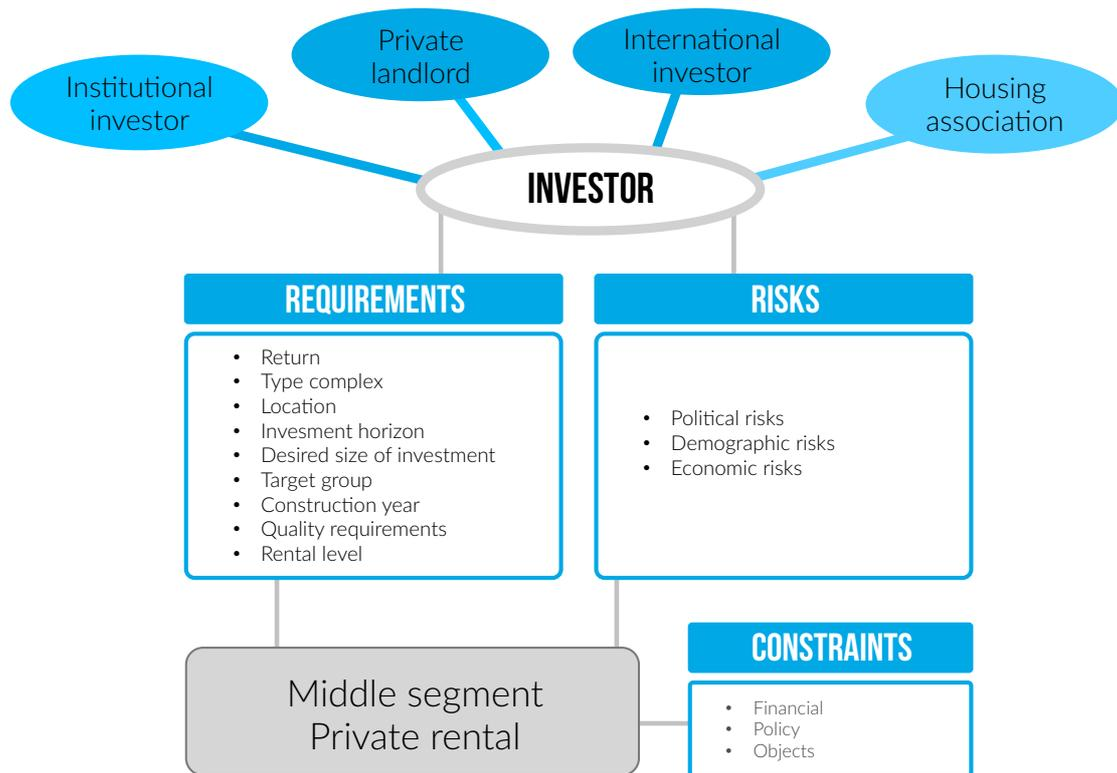 Institutional
investor
Private
landlord
International
investor
Housing
association
INVESTOR
REQUIREMENTS
• Return
• Type complex
• Location
• Invesment horizon
• Desired size of investment
• Target group
• Construction year
• Quality requirements
• Rental level
RISKS
• Political risks
• Demographic risks
• Economic risks
Middle segment
Private rental
CONSTRAINTS
• Financial
• Policy
• Objects